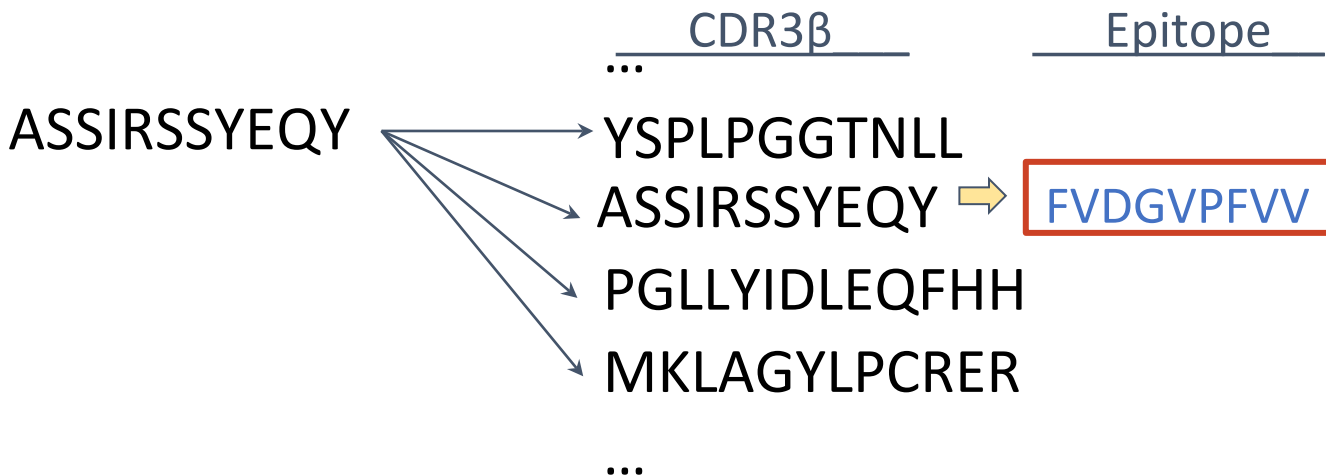 CDR3β Epitope
...
ASSIRSSYEQY YSPLPGGTNLL
ASSIRSSYEQY FVDGVPFVV
PGLLYIDLEQFHH
MKLAGYLPCRER
...